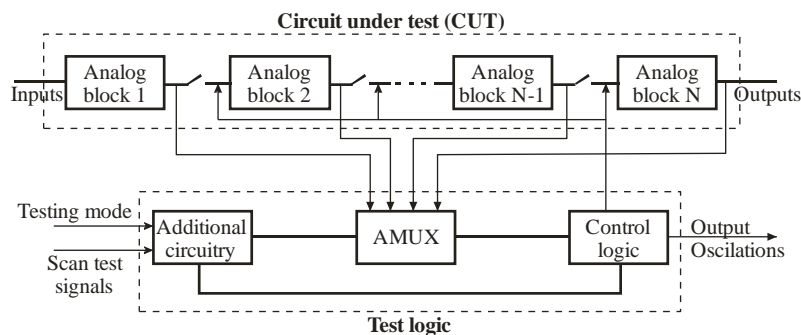 Circuit under test (CUT)
Inputs
Analog
block 1
Analog
block 2
Analog
block N-1
Analog
block N
Outputs
Testing mode
Scan test
signals
Additional
circuitry
AMUX
Control
logic
Output
Oscilations
Test logic